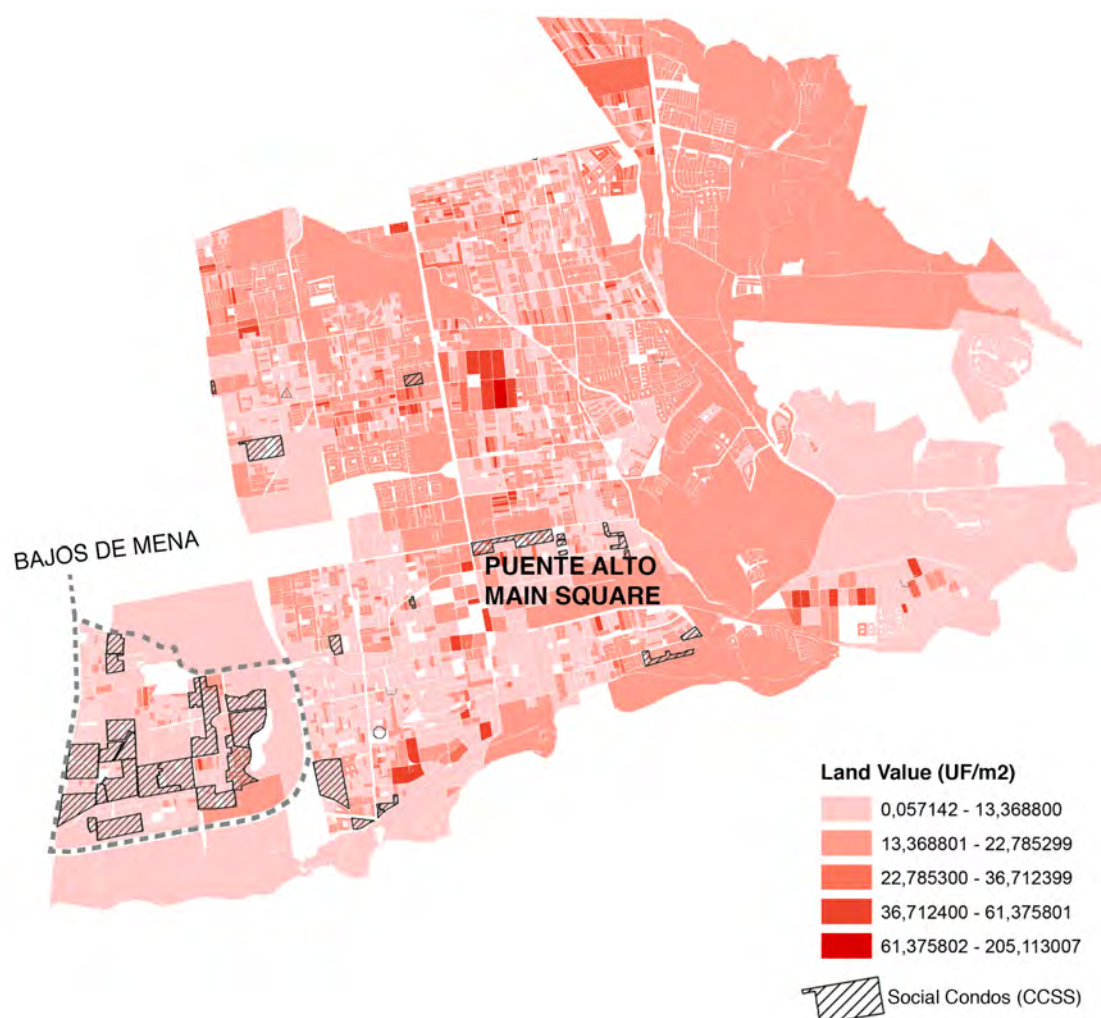 BAJOS DE MENA
PUENTE ALTO
MAIN SQUARE
Land Value (UF/m2)
0,057142 - 13,368800
13,368801 - 22,785299
22,785300 - 36,712399
36,712400 - 61,375801
61,375802 - 205,113007
Social Condos (CCSS)